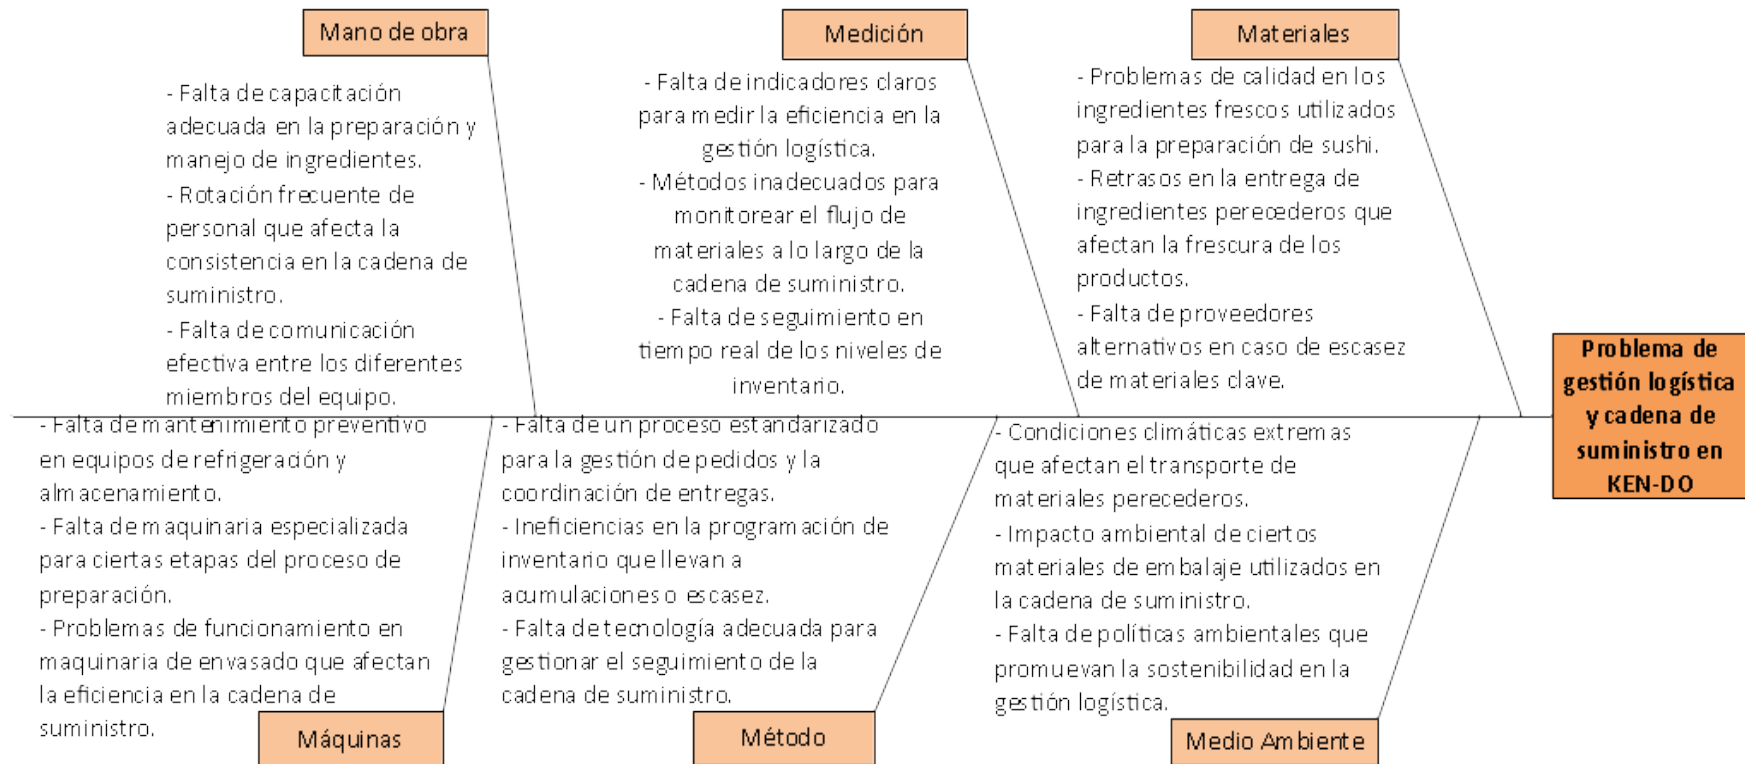 Mano de obra
- Falta de capacitación
adecuada en la preparación y
manejo de ingredientes.
- Rotación frecuente de
personal que afecta la
consistencia en la cadena de
suministro.
- Falta de comunicación
efectiva entre los diferentes
miembros del equipo.
Medición
- Falta de indicadores claros
para medir la eficiencia en la
gestión logística.
- Métodos inadecuados para
monitorear el flujo de
materiales a lo largo de la
cadena de suministro.
- Falta de seguimiento en
tiempo real de los niveles de
inventario.
Materiales
- Problemas de calidad en los
ingredientes frescos utilizados
para la preparación de sushi.
- Retrasos en la entrega de
ingredientes perecederos que
afectan la frescura de los
productos.
- Falta de proveedores
alternativos en caso de escasez
de materiales clave.
Problema de
gestión logística
y cadena de
suministro en
KEN-DO
- Falta de mantenimiento preventivo
en equipos de refrigeración y
almacenamiento.
- Falta de maquinaria especializada
para ciertas etapas del proceso de
preparación.
- Problemas de funcionamiento en
maquinaria de envasado que afectan
la eficiencia en la cadena de
suministro.
Máquinas
- Falta de un proceso estandarizado
para la gestión de pedidos y la
coordinación de entregas.
- Ineficiencias en la programación de
inventario que llevan a
acumulaciones o escasez.
- Falta de tecnología adecuada para
gestionar el seguimiento de la
cadena de suministro.
Método
- Condiciones climáticas extremas
que afectan el transporte de
materiales perecederos.
- Impacto ambiental de ciertos
materiales de embalaje utilizados en
la cadena de suministro.
- Falta de políticas ambientales que
promuevan la sostenibilidad en la
gestión logística.
Medio Ambiente